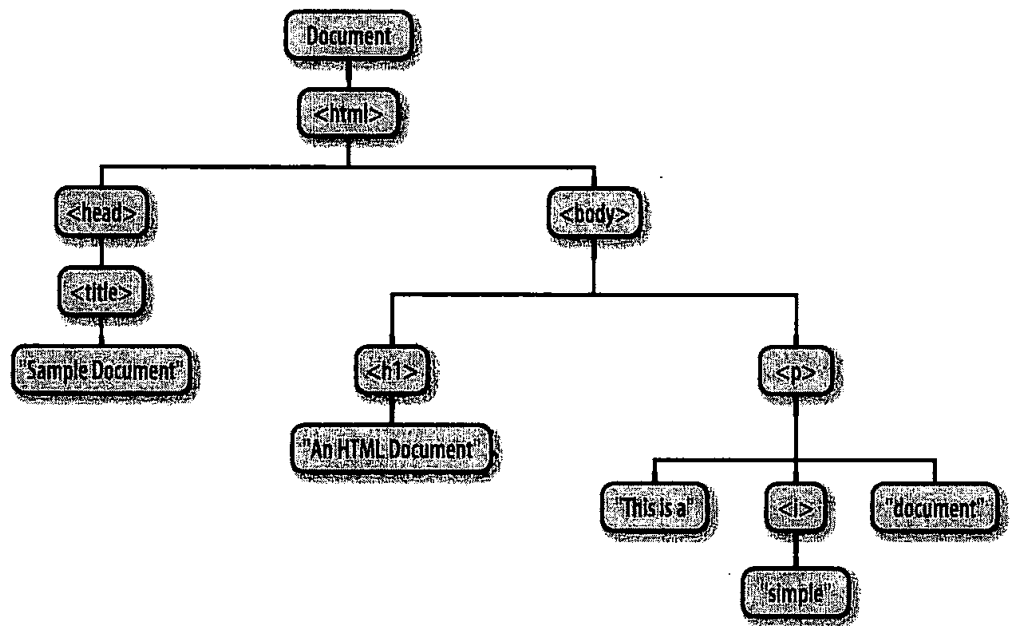 Document
<html>
<head>
<body>
<title>
"Sample Document"
<h1>
<p>
"An HTML Document"
"This is a"
<i>
"document"
"simple"